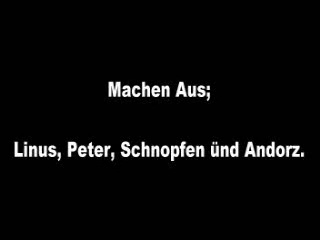 Machen Aus;
Linus, Peter, Schnopfen ünd Andorz.